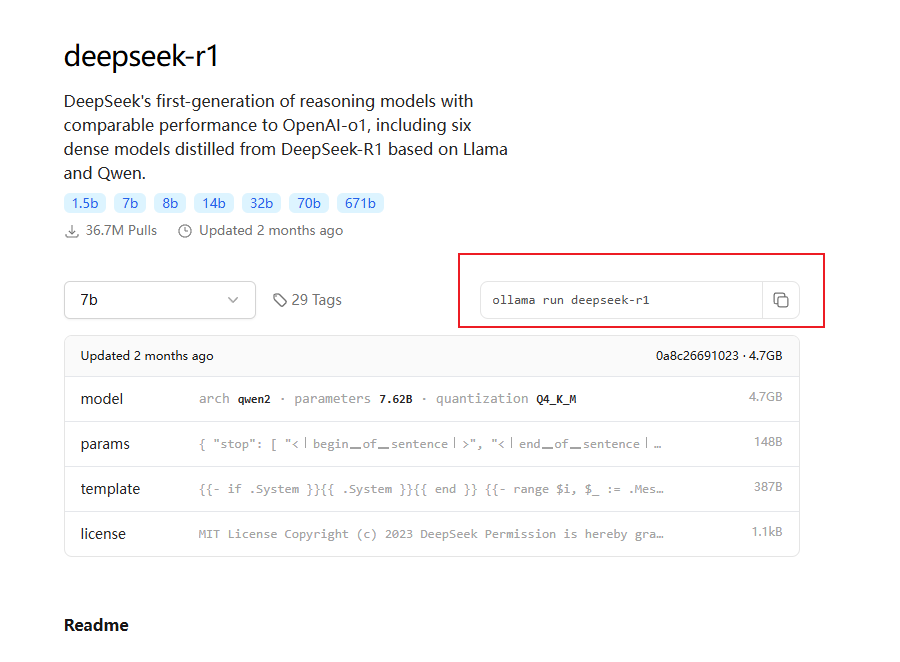 deepseek-r1
DeepSeek's first-generation of reasoning models with
comparable performance to OpenAI-o1, including six
dense models distilled from DeepSeek-R1 based on Llama
and Qwen.
1.5b 7b 8b 14b 32b 70b 671b
36.7M Pulls Updated 2 months ago
7b 29 Tags ollama run deepseek-r1
Updated 2 months ago 0a8c26691023 · 4.7GB
model arch qwen2 · parameters 7.62B · quantization Q4_K_M 4.7GB
params { "stop": [ "<｜begin▁of▁sentence｜>", "<｜end▁of▁sentence｜… 148B
template {{- if .System }}{{ .System }}{{ end }} {{- range $i, $_ := .Mes… 387B
license MIT License Copyright (c) 2023 DeepSeek Permission is hereby gra… 1.1kB
Readme